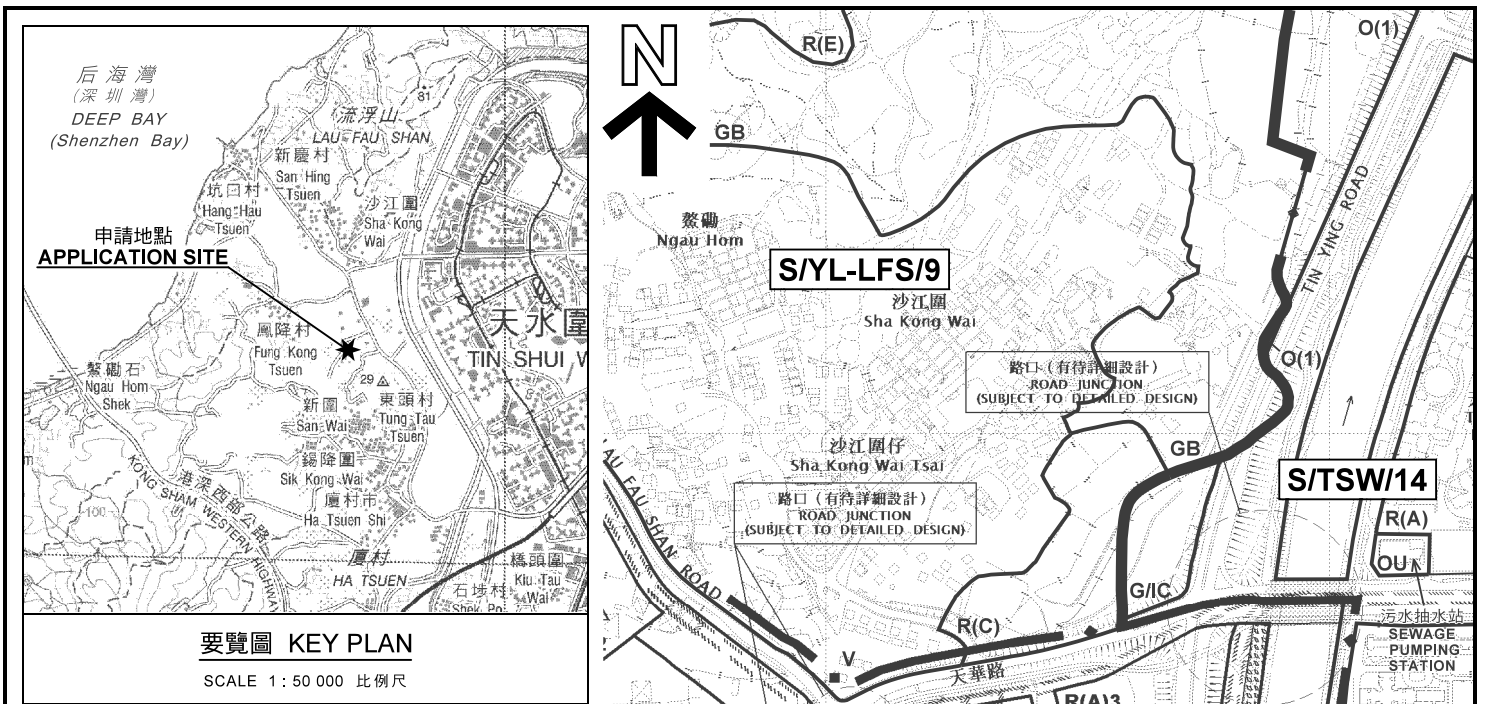 后海灣
(深圳灣)
DEEP BAY
(Shenzhen Bay)
31
流浮山
LAU FAU SHAN
新慶村
San Hing
Tsuen
坑口村
Hang Hau
Tsuen
沙江圍
Sha Kong
Wai
申請地點
APPLICATION SITE
天水圍
TIN SHUI W
鳳降村
Fung Kong
Tsuen
鰲磡石
Ngau Hom
Shek
29
東頭村
Tung Tau
Tsuen
新圍
San Wai
錫降圍
Sik Kong Wai
廈村市
Ha Tsuen Shi
港深西部公路
KONG SHAM WESTERN HIGHWAY
100
廈村
HA TSUEN
橋頭圍
Kiu Tau
Wai
石埗村
Shek Po
要覽圖 KEY PLAN
SCALE 1 : 50 000 比例尺
N
R(E)
O(1)
GB
鰲磡
Ngau Hom
S/YL-LFS/9
沙江圍
Sha Kong Wai
TIN YING ROAD
O(1)
路口（有待詳細設計）
ROAD JUNCTION
(SUBJECT TO DETAILED DESIGN)
沙江圍仔
Sha Kong Wai Tsai
GB
S/TSW/14
路口（有待詳細設計）
ROAD JUNCTION
(SUBJECT TO DETAILED DESIGN)
AU FAU SHAN ROAD
R(A)
OU
G/IC
R(C)
V
天華路
污水抽水站
SEWAGE
PUMPING
STATION
R(A)3